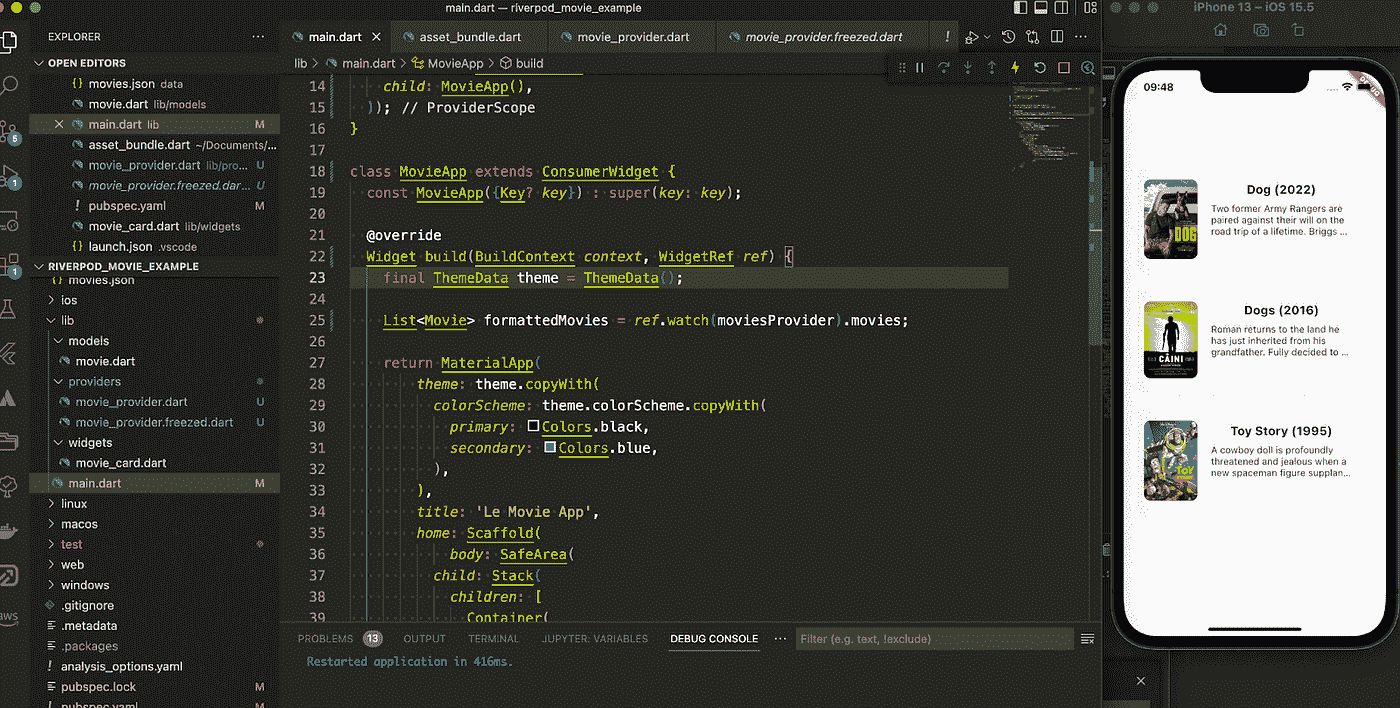 main.dart — riverpod_movie_example
iPhone 13 – iOS 15.5
EXPLORER
main.dart
asset_bundle.dart
movie_provider.dart
movie_provider.freezed.dart
!
lib > main.dart > MovieApp > build
OPEN EDITORS
{} movies.json data
movie.dart lib/models
main.dart lib M
asset_bundle.dart ~/Documents/...
movie_provider.dart lib/pro... U
movie_provider.freezed.dar... U
! pubspec.yaml M
movie_card.dart lib/widgets
{} launch.json .vscode
RIVERPOD_MOVIE_EXAMPLE
{} movies.json
ios
lib
models
movie.dart
providers
movie_provider.dart U
movie_provider.freezed.dart U
widgets
movie_card.dart
main.dart M
linux
macos
test
web
windows
.gitignore
.metadata
.packages
! analysis_options.yaml
pubspec.lock M
! pubspec.yaml M
5
1
1
aws
14 child: MovieApp(),
15 )); // ProviderScope
16 }
17
18 class MovieApp extends ConsumerWidget {
19 const MovieApp({Key? key}) : super(key: key);
20
21 @override
22 Widget build(BuildContext context, WidgetRef ref) {
23 final ThemeData theme = ThemeData();
24
25 List<Movie> formattedMovies = ref.watch(moviesProvider).movies;
26
27 return MaterialApp(
28 theme: theme.copyWith(
29 colorScheme: theme.colorScheme.copyWith(
30 primary: Colors.black,
31 secondary: Colors.blue,
32 ),
33 ),
34 title: 'Le Movie App',
35 home: Scaffold(
36 body: SafeArea(
37 child: Stack(
38 children: [
39 Container(
PROBLEMS 13 OUTPUT TERMINAL JUPYTER: VARIABLES DEBUG CONSOLE ... Filter (e.g. text, !exclude)
Restarted application in 416ms.
09:48
DOG
Dog (2022)
Two former Army Rangers are
paired against their will on the
road trip of a lifetime. Briggs ...
CÂINI
Dogs (2016)
Roman returns to the land he
has just inherited from his
grandfather. Fully decided to ...
TOY
Toy Story (1995)
A cowboy doll is profoundly
threatened and jealous when a
new spaceman figure supplan...